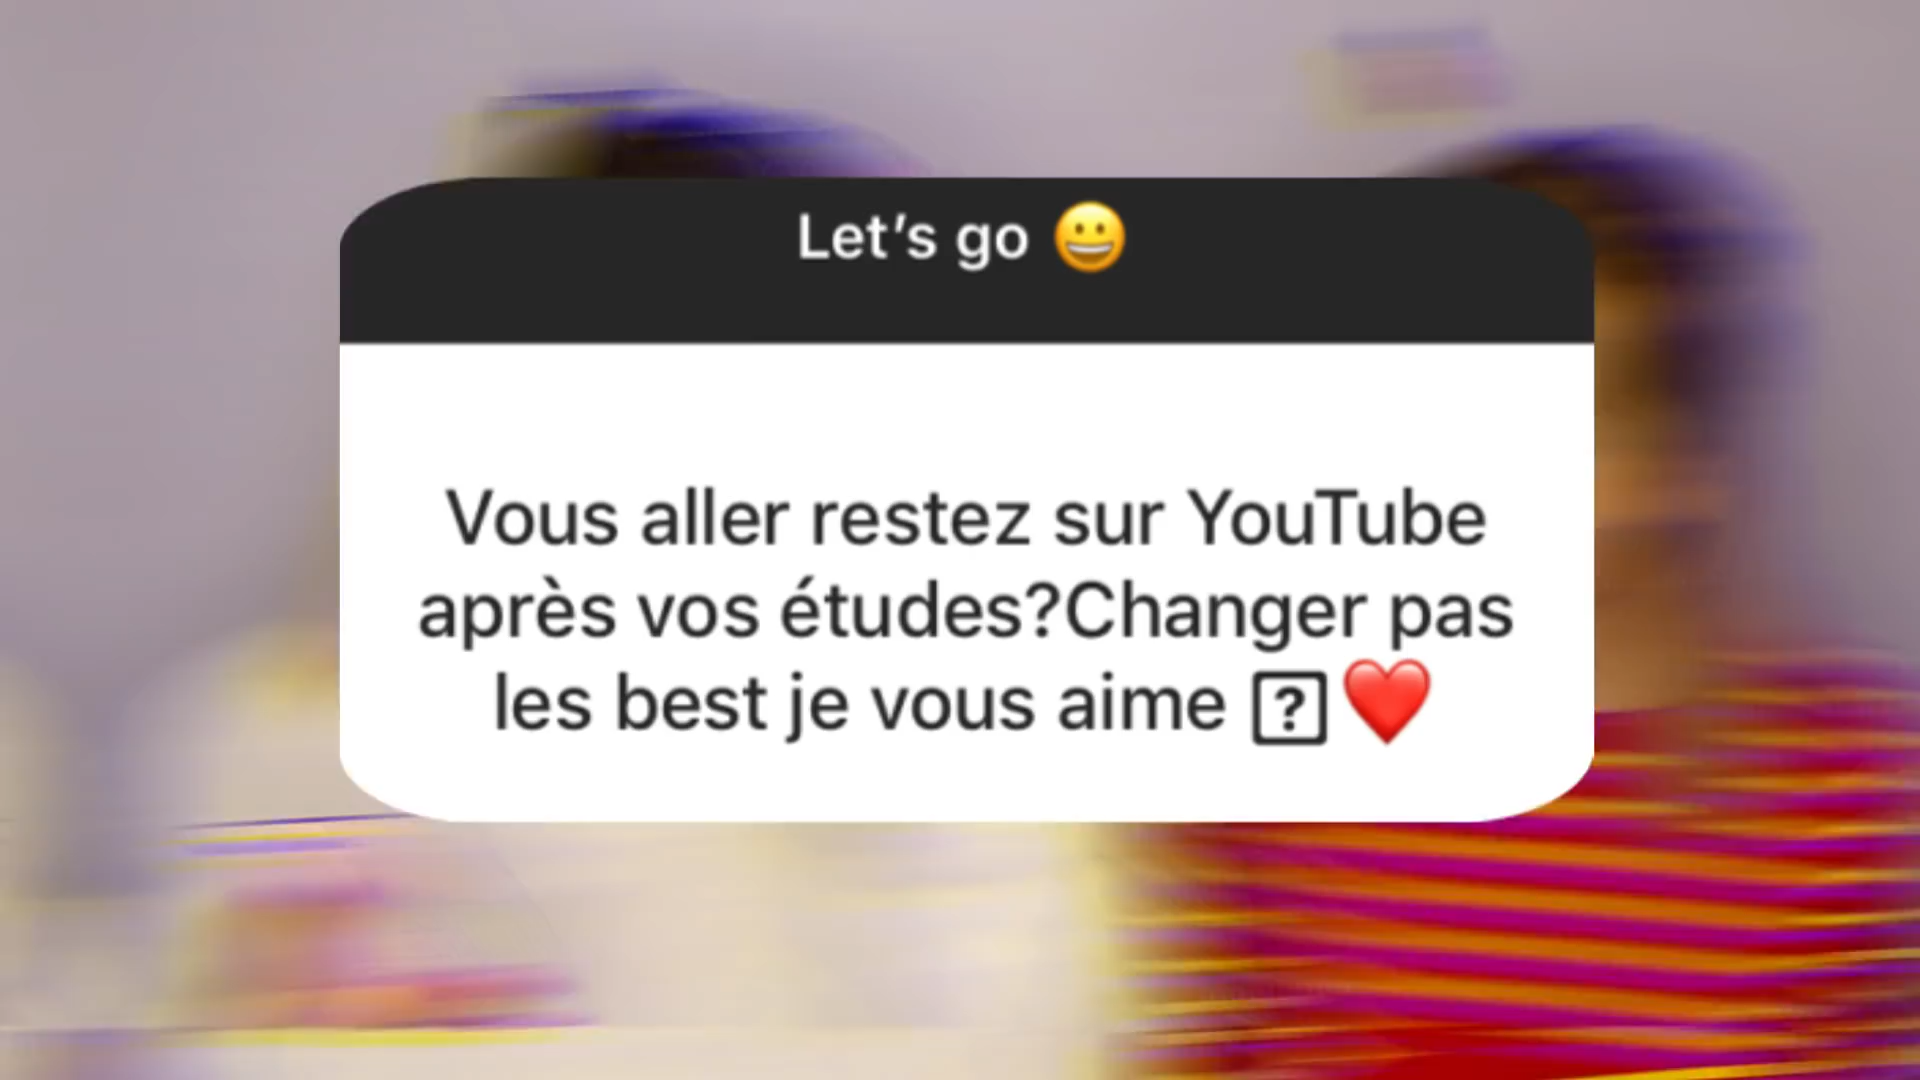 Let’s go 😀
Vous aller restez sur YouTube
après vos études?Changer pas
les best je vous aime ❤️